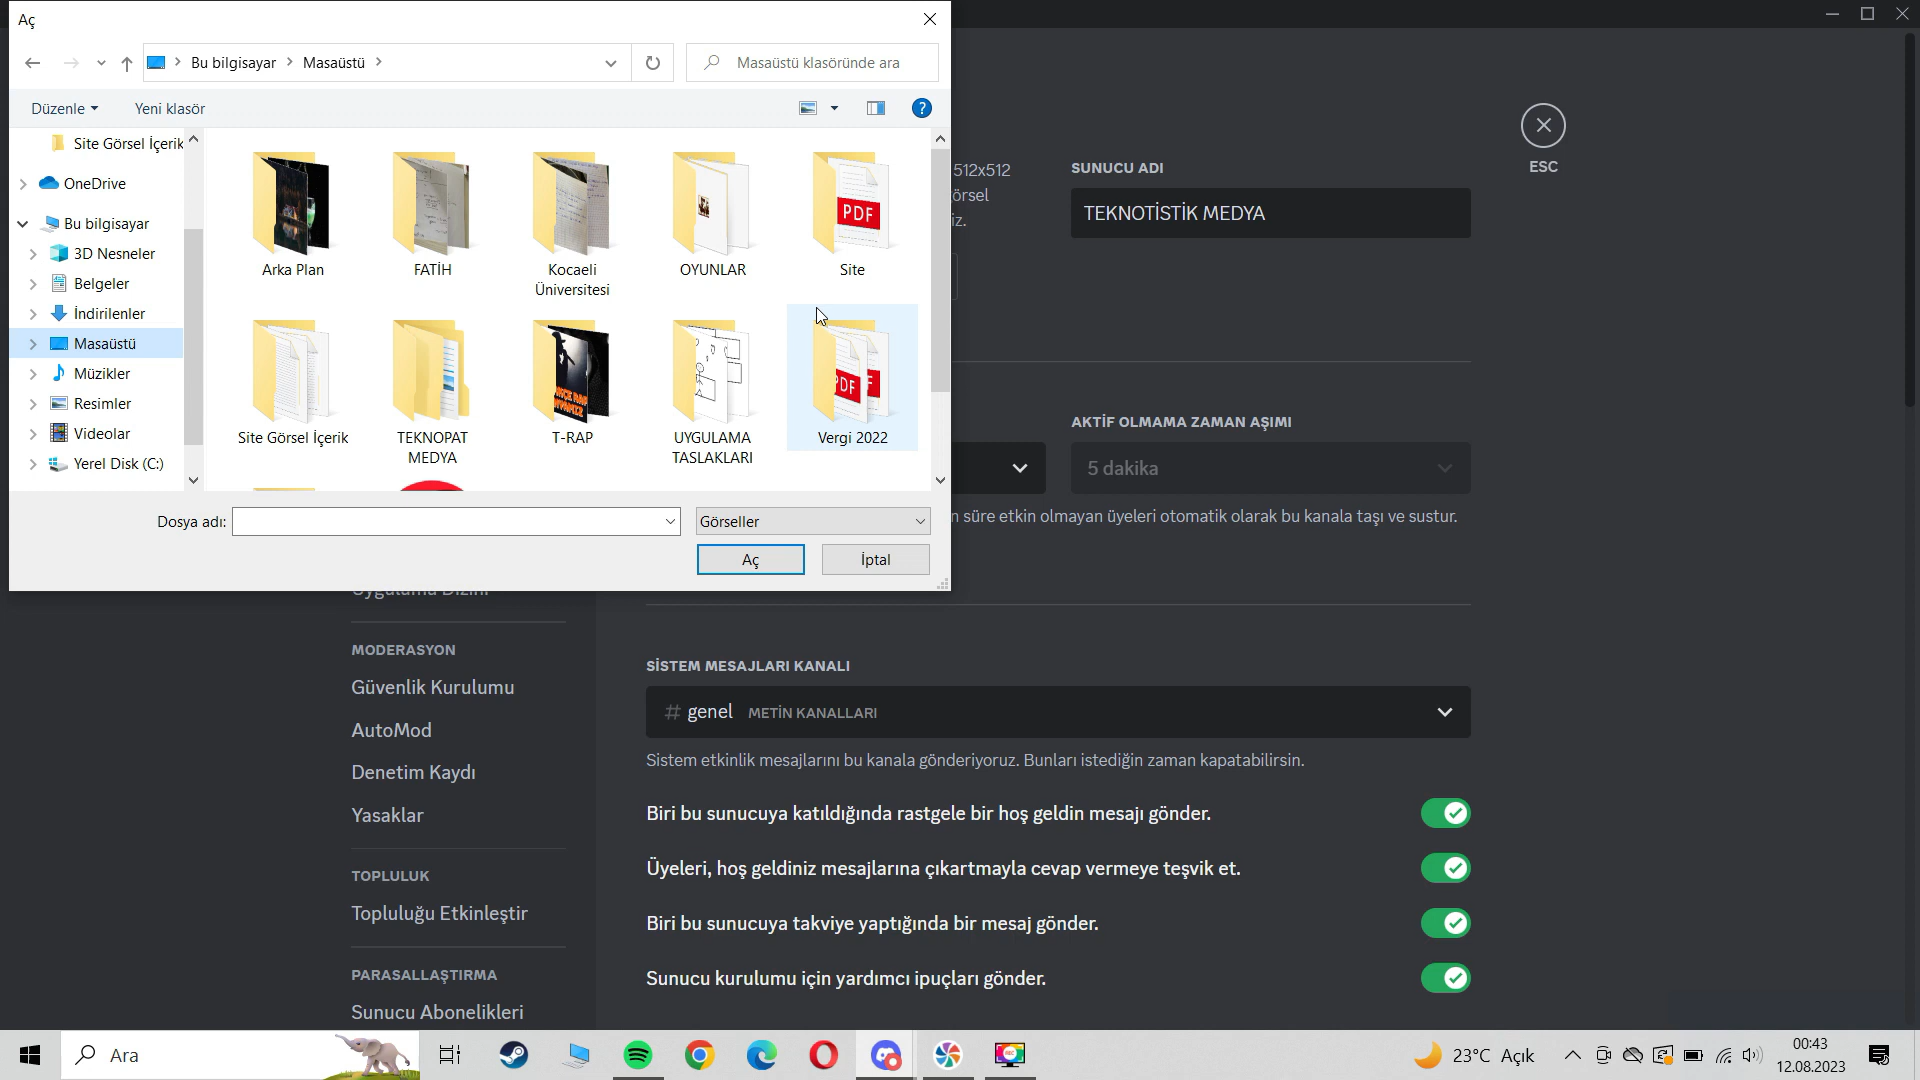 Aç
Bu bilgisayar
Masaüstü
Masaüstü klasöründe ara
Düzenle
Yeni klasör
Site Görsel İçerik
OneDrive
Bu bilgisayar
3D Nesneler
Belgeler
İndirilenler
Masaüstü
Müzikler
Resimler
Videolar
Yerel Disk (C:)
Arka Plan
FATİH
Kocaeli
Üniversitesi
OYUNLAR
PDF
Site
Site Görsel İçerik
TEKNOPAT
MEDYA
T-RAP
UYGULAMA
TASLAKLARI
Vergi 2022
Dosya adı:
Görseller
Aç
İptal
512x512
SUNUCU ADI
TEKNOTİSTİK MEDYA
ESC
AKTİF OLMAMA ZAMAN AŞIMI
5 dakika
süre etkin olmayan üyeleri otomatik olarak bu kanala taşı ve sustur.
Uygulama Dizini
MODERASYON
Güvenlik Kurulumu
AutoMod
Denetim Kaydı
Yasaklar
TOPLULUK
Topluluğu Etkinleştir
PARASALLAŞTIRMA
Sunucu Abonelikleri
SİSTEM MESAJLARI KANALI
# genel METİN KANALLARI
Sistem etkinlik mesajlarını bu kanala gönderiyoruz. Bunları istediğin zaman kapatabilirsin.
Biri bu sunucuya katıldığında rastgele bir hoş geldin mesajı gönder.
Üyeleri, hoş geldiniz mesajlarına çıkartmayla cevap vermeye teşvik et.
Biri bu sunucuya takviye yaptığında bir mesaj gönder.
Sunucu kurulumu için yardımcı ipuçları gönder.
Ara
23°C Açık
00:43
12.08.2023